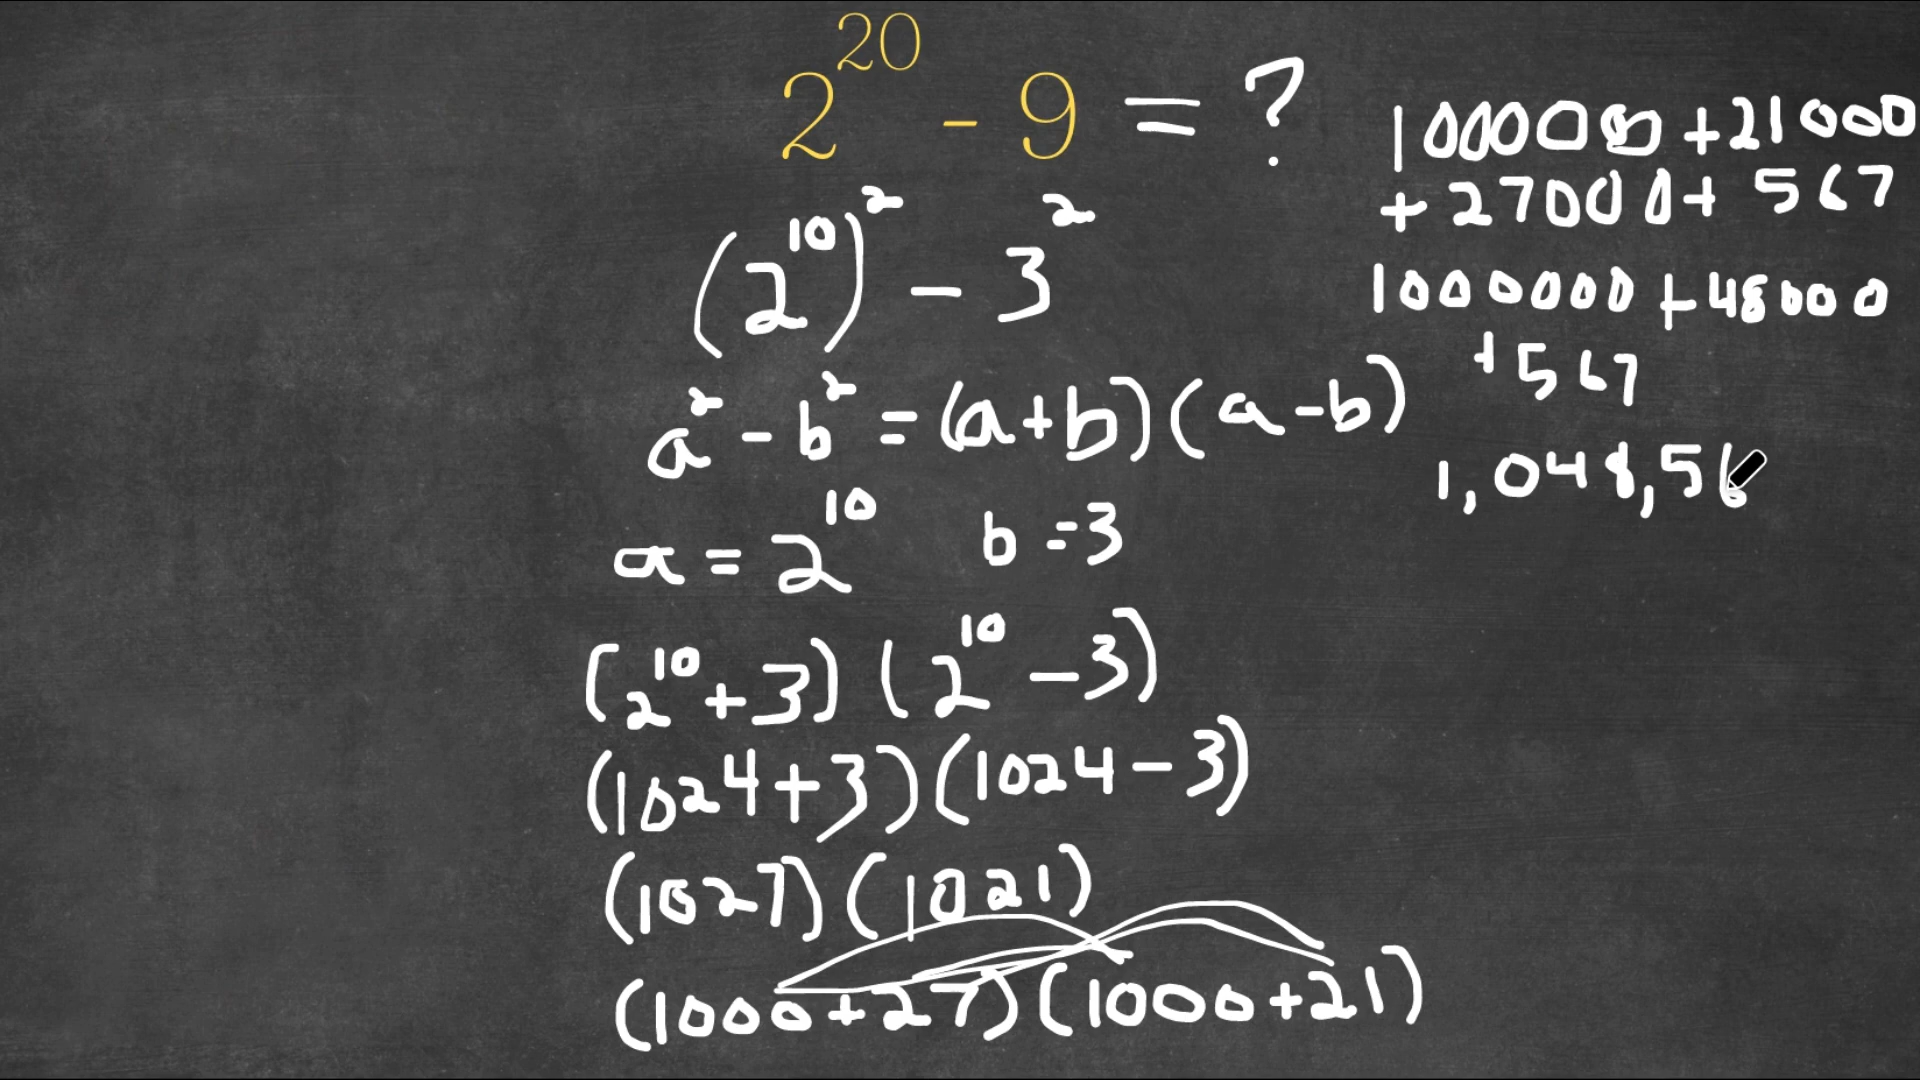 2^20 - 9 = ?
(2^10)^2 - 3^2
a^2 - b^2 = (a+b)(a-b)
a = 2^10 b = 3
(2^10 + 3) (2^10 - 3)
(1024 + 3)(1024 - 3)
(1027)(1021)
(1000 + 27)(1000 + 21)
1000000 + 21000
+ 27000 + 567
1000000 + 48000
+ 567
1,048,56